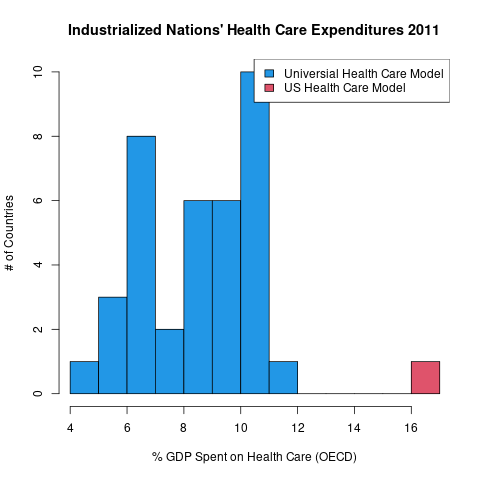 Industrialized Nations' Health Care Expenditures 2011
Universial Health Care Model
US Health Care Model
# of Countries
10
8
6
4
2
0
4 6 8 10 12 14 16
% GDP Spent on Health Care (OECD)